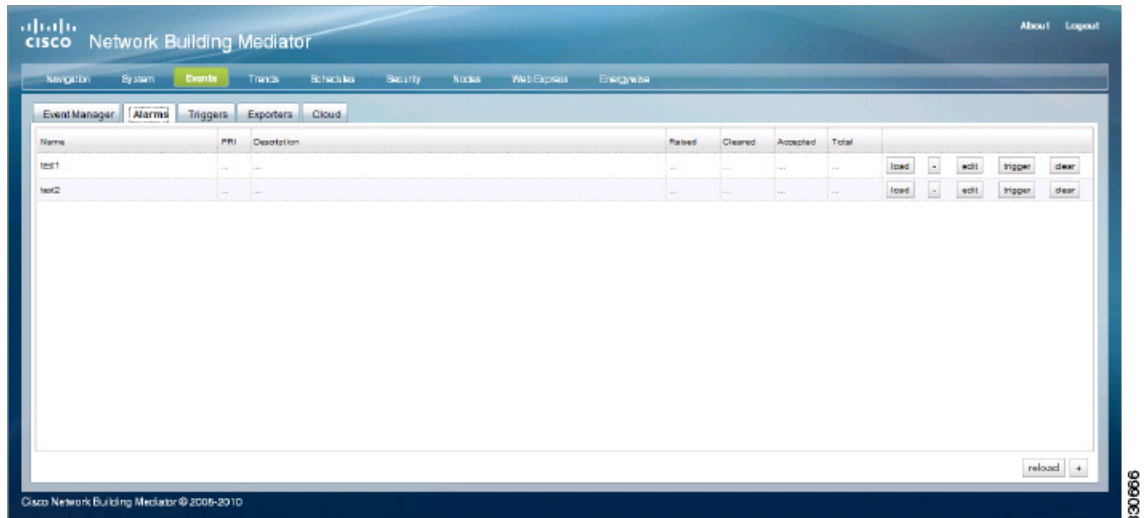 About Logout
CISCO Network Building Mediator
Navigation System Events Trends Schedules Security Nodes Web Express Energywise
Event Manager Alarms Triggers Exporters Cloud
Name PRI Description Raised Cleared Accepted Total
test1 ... ... ... ... ... ... load - edit trigger clear
test2 ... ... ... ... ... ... load - edit trigger clear
reload +
Cisco Network Building Mediator © 2005-2010
330666